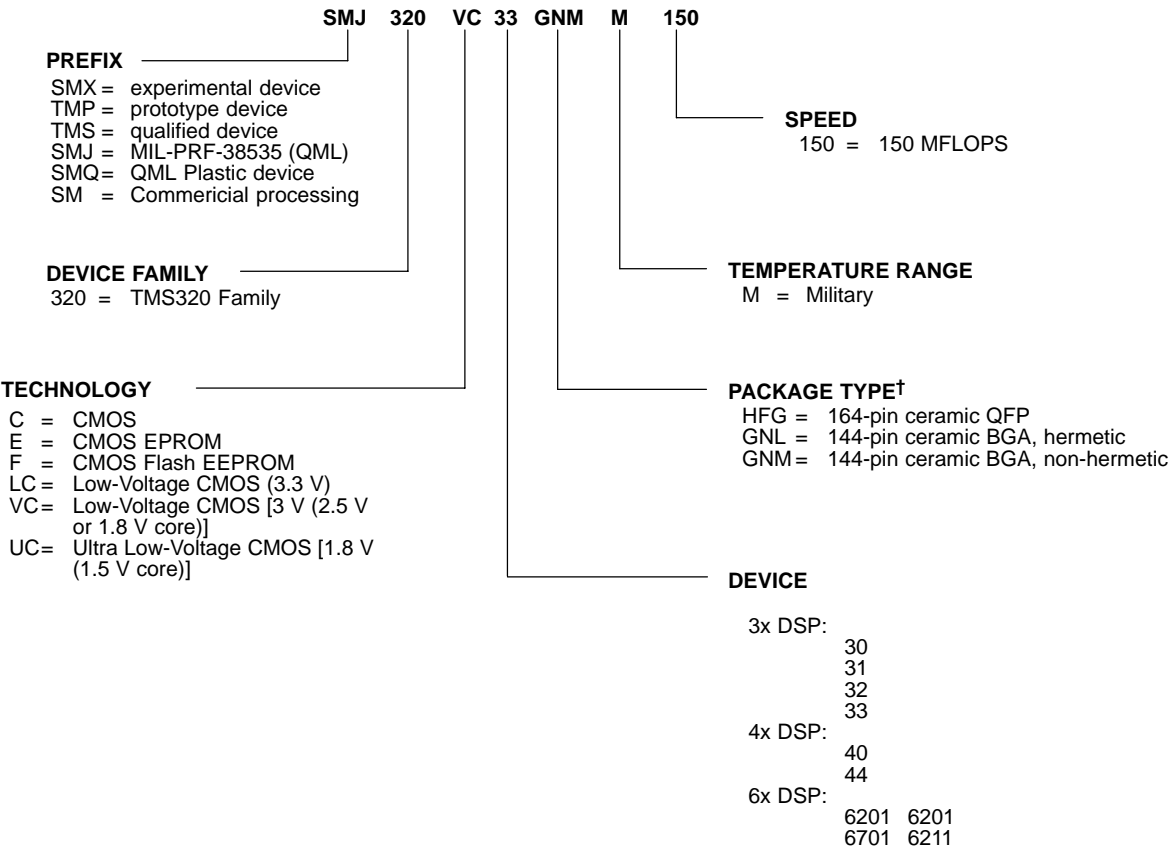 SMJ 320 VC 33 GNM M 150
PREFIX
SMX = experimental device
TMP = prototype device
TMS = qualified device
SMJ = MIL-PRF-38535 (QML)
SMQ= QML Plastic device
SM = Commericial processing
SPEED
150 = 150 MFLOPS
DEVICE FAMILY
320 = TMS320 Family
TEMPERATURE RANGE
M = Military
TECHNOLOGY
C = CMOS
E = CMOS EPROM
F = CMOS Flash EEPROM
LC = Low-Voltage CMOS (3.3 V)
VC= Low-Voltage CMOS [3 V (2.5 V
or 1.8 V core)]
UC= Ultra Low-Voltage CMOS [1.8 V
(1.5 V core)]
PACKAGE TYPE†
HFG = 164-pin ceramic QFP
GNL = 144-pin ceramic BGA, hermetic
GNM = 144-pin ceramic BGA, non-hermetic
DEVICE
3x DSP:
30
31
32
33
4x DSP:
40
44
6x DSP:
6201 6201
6701 6211